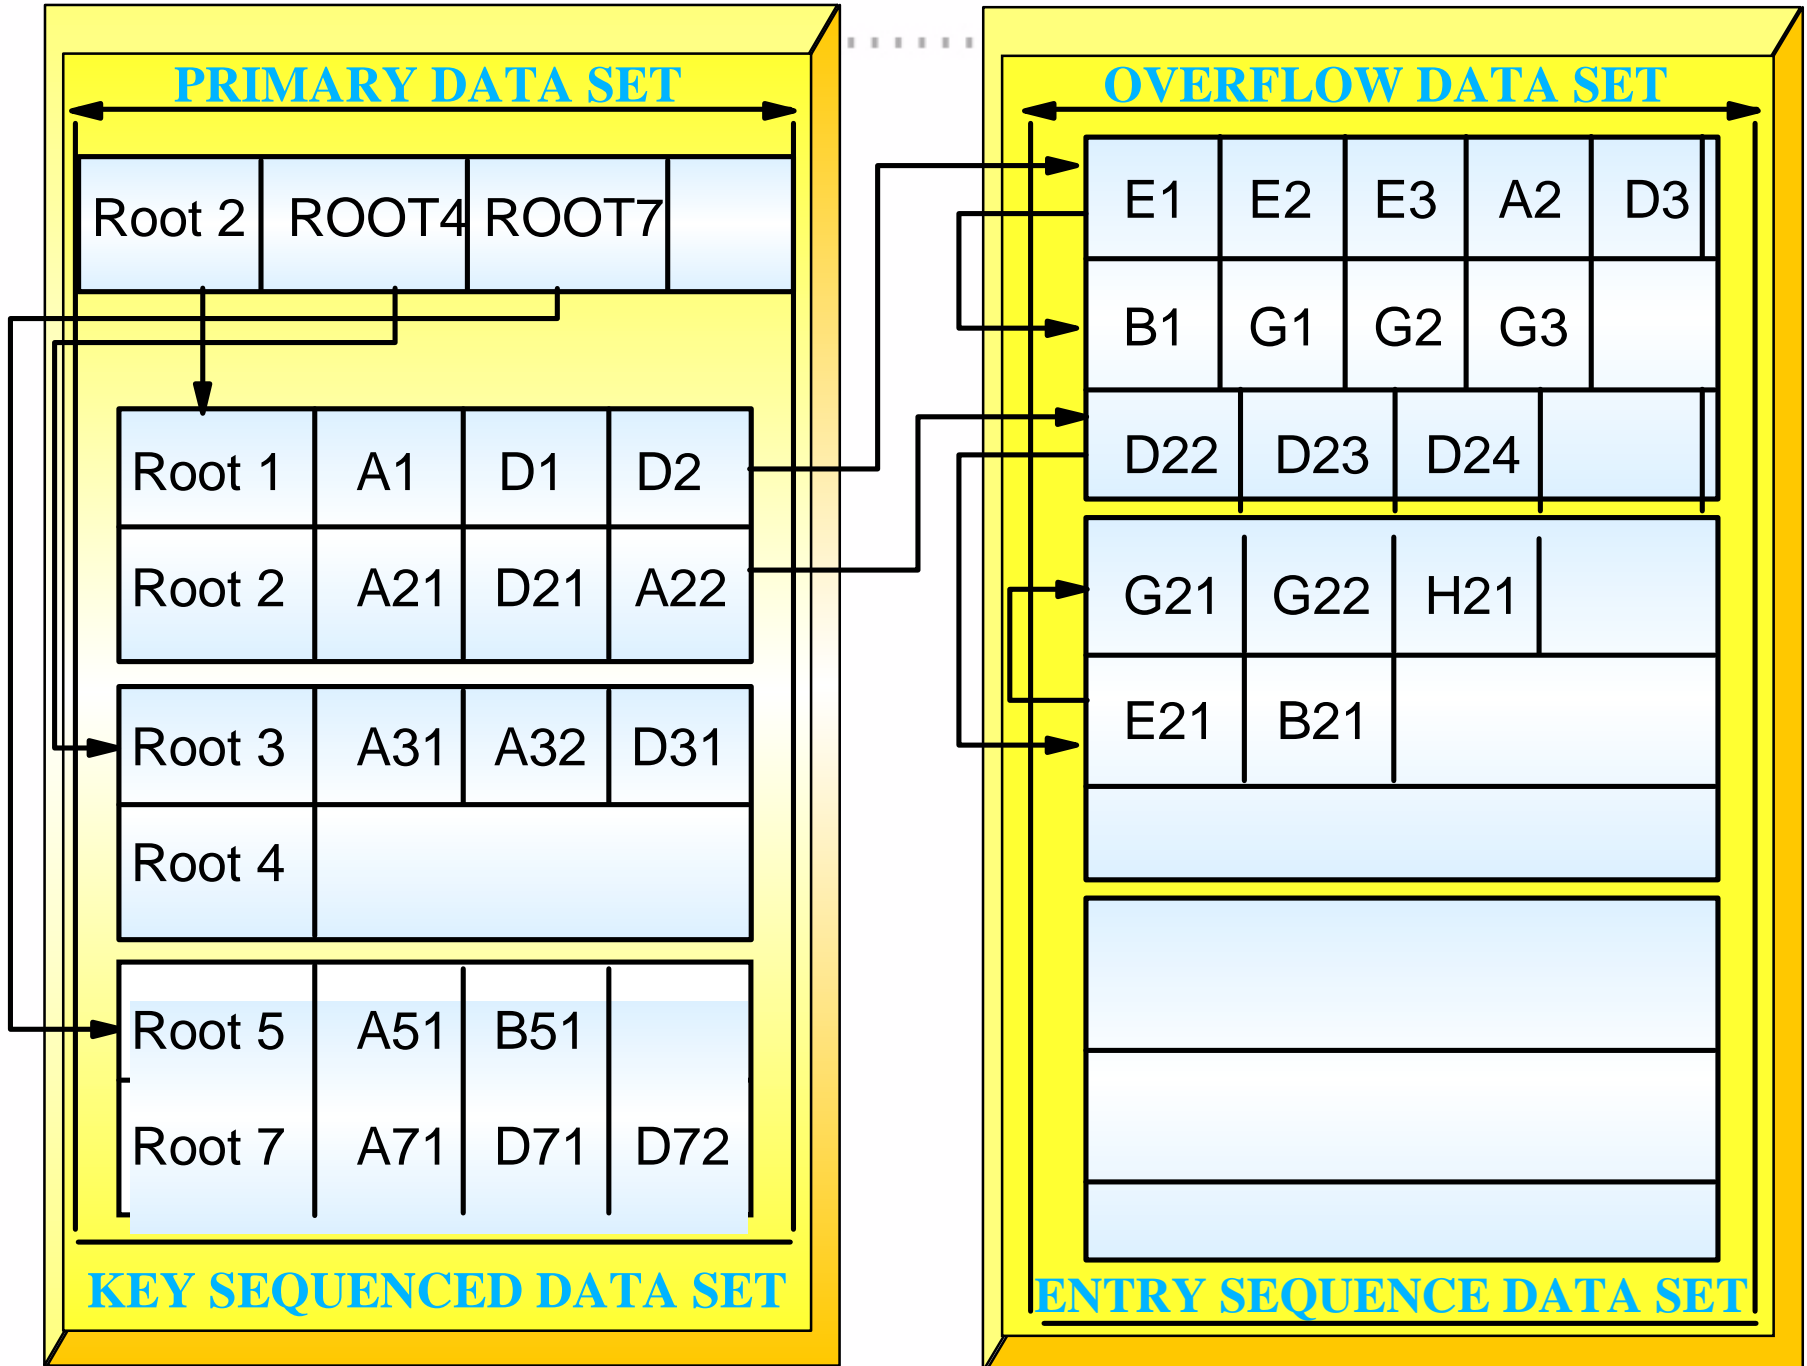 PRIMARY DATA SET
Root 2 ROOT4 ROOT7
Root 1 A1 D1 D2
Root 2 A21 D21 A22
Root 3 A31 A32 D31
Root 4
Root 5 A51 B51
Root 7 A71 D71 D72
KEY SEQUENCED DATA SET
OVERFLOW DATA SET
E1 E2 E3 A2 D3
B1 G1 G2 G3
D22 D23 D24
G21 G22 H21
E21 B21
ENTRY SEQUENCE DATA SET